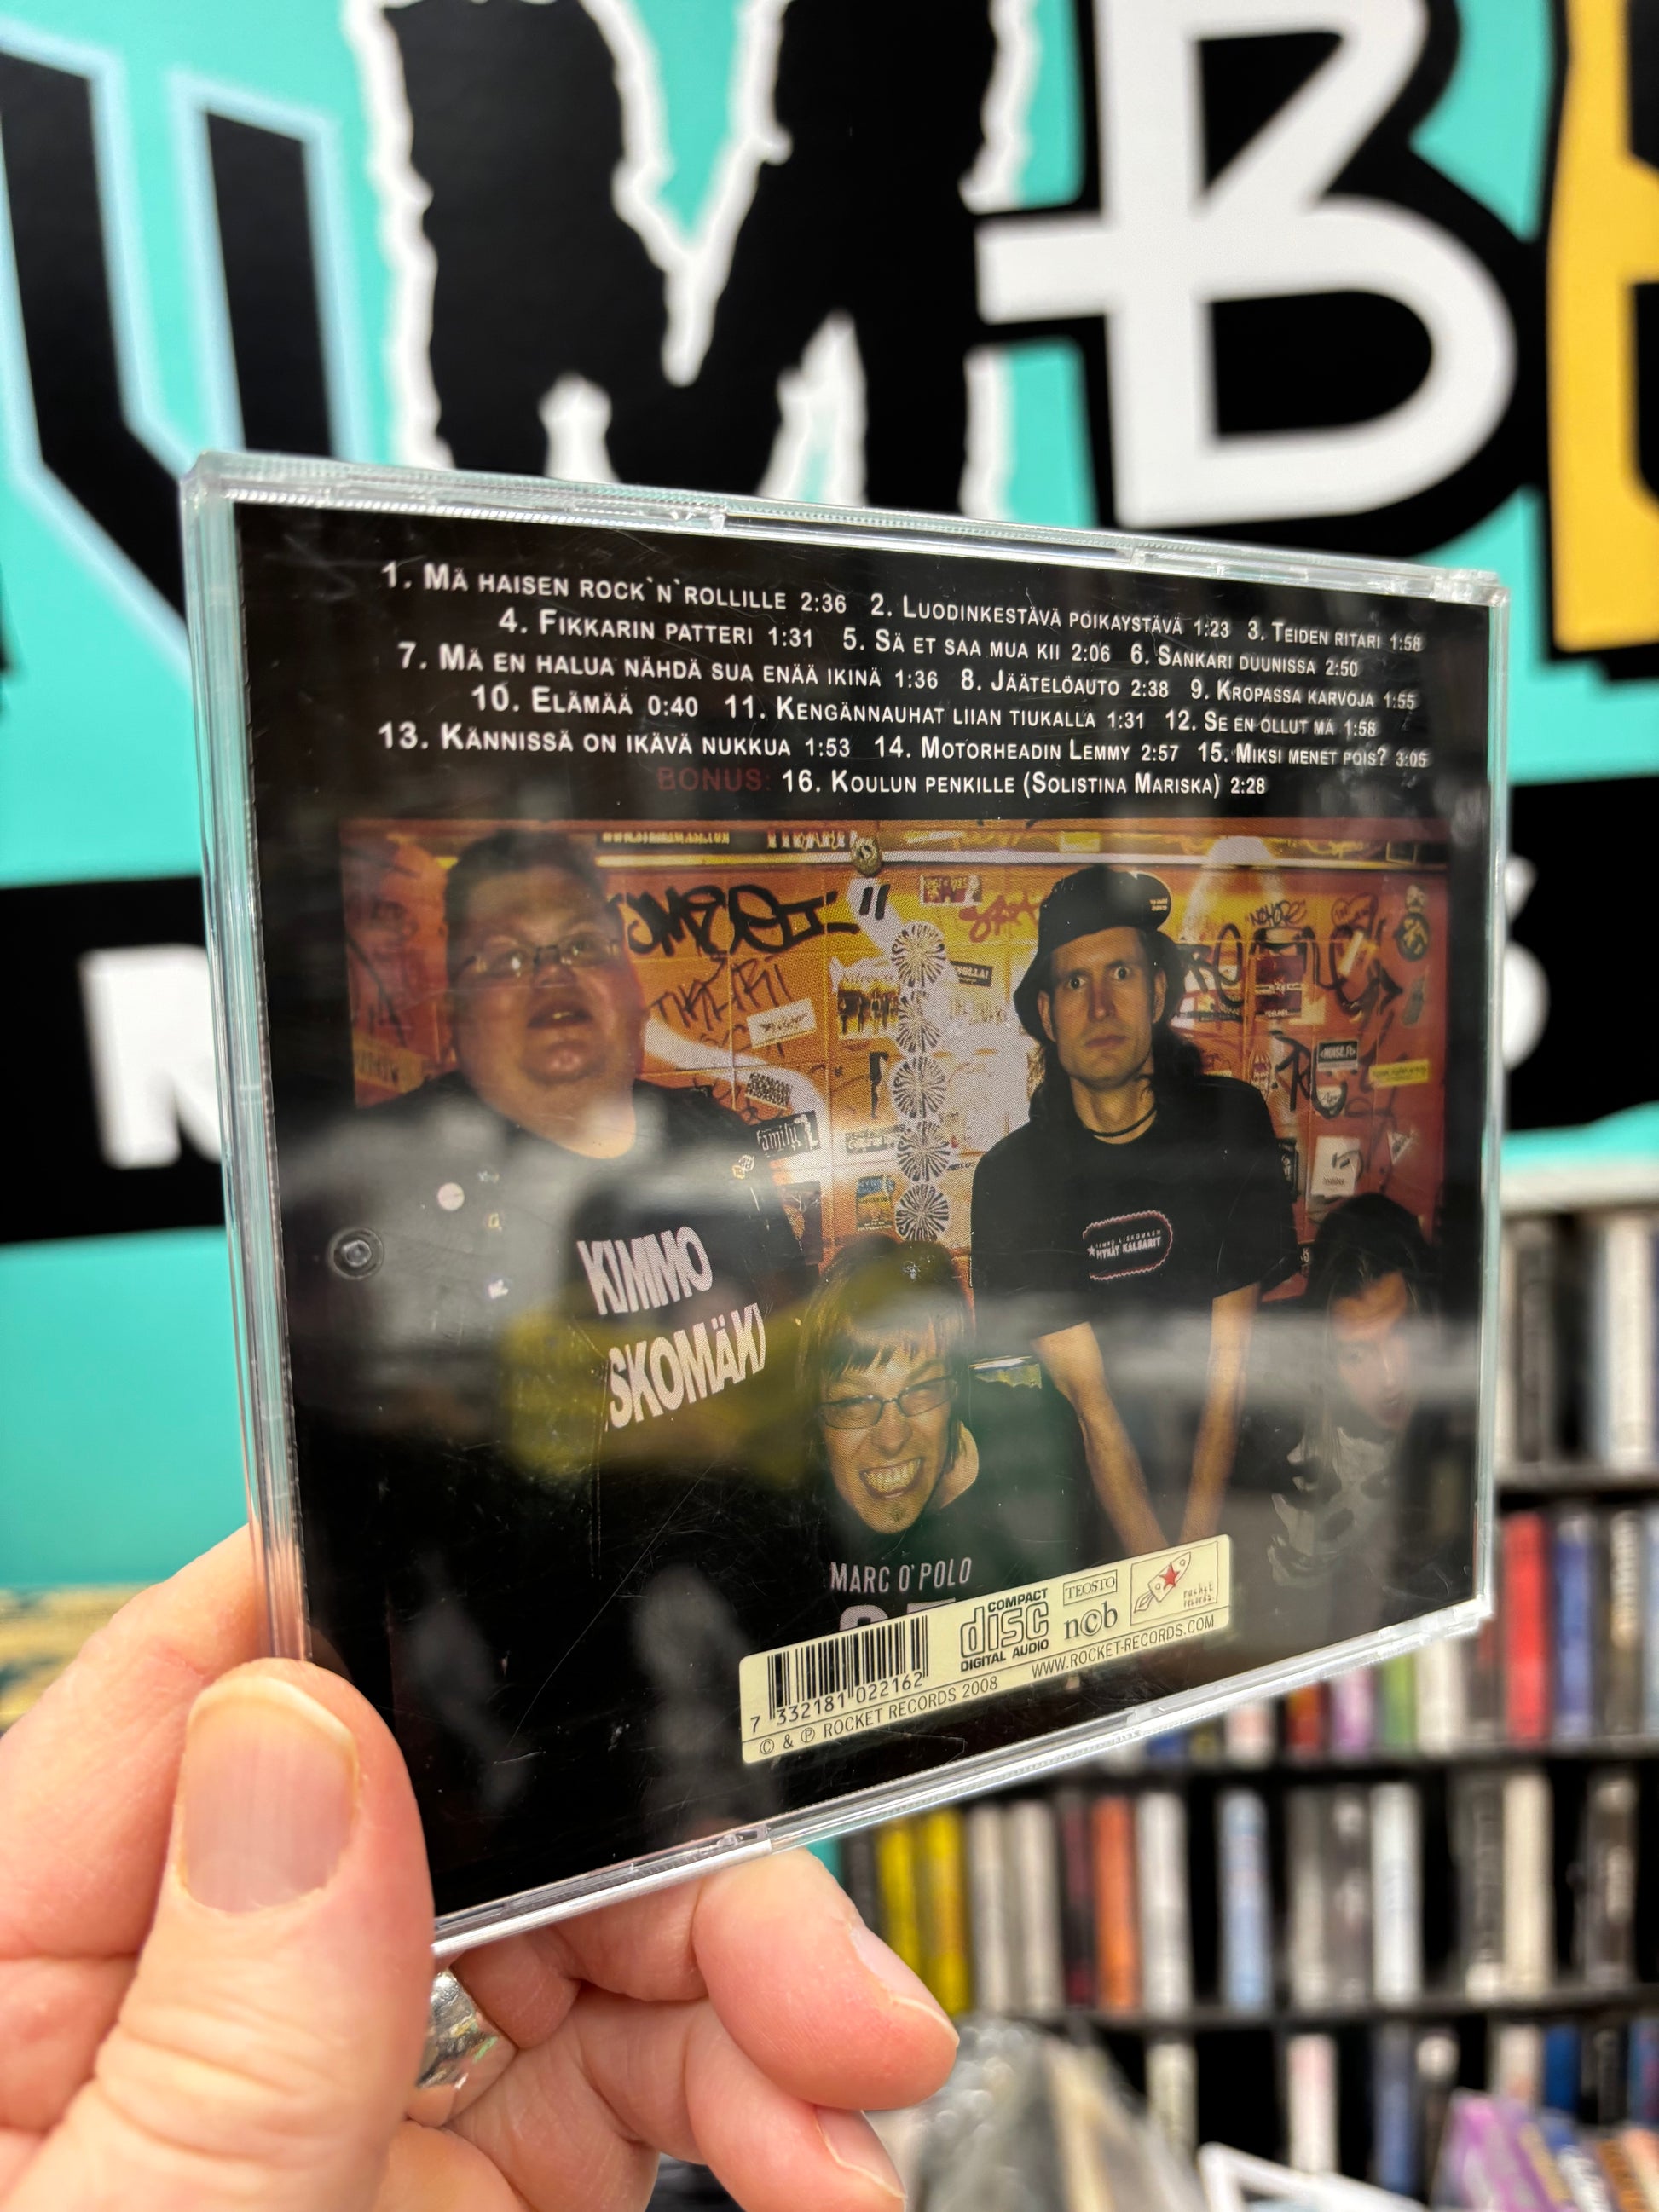 1. MÄ HAISEN ROCK`N`ROLLILLE 2:36 2. LUODINKESTÄVÄ POIKAYSTÄVÄ 1:23 3. TEIDEN RITARI 1:58
4. FIKKARIN PATTERI 1:31 5. SÄ ET SAA MUA KII 2:06 6. SANKARI DUUNISSA 2:50
7. MÄ EN HALUA NÄHDÄ SUA ENÄÄ IKINÄ 1:36 8. JÄÄTELÖAUTO 2:38 9. KROPASSA KARVOJA 1:55
10. ELÄMÄÄ 0:40 11. KENGÄNNAUHAT LIIAN TIUKALLA 1:31 12. SE EN OLLUT MÄ 1:58
13. KÄNNISSÄ ON IKÄVÄ NUKKUA 1:53 14. MOTORHEADIN LEMMY 2:57 15. MIKSI MENET POIS? 3:05
BONUS: 16. KOULUN PENKILLE (SOLISTINA MARISKA) 2:28
family
NOISE.FI
KIMMO
SKOMÄKI
MARC O'POLO
COMPACT
disc
DIGITAL AUDIO
TEOSTO
ncb
rocket
records
7 332181 022162
WWW.ROCKET-RECORDS.COM
© & ℗ ROCKET RECORDS 2008
MB